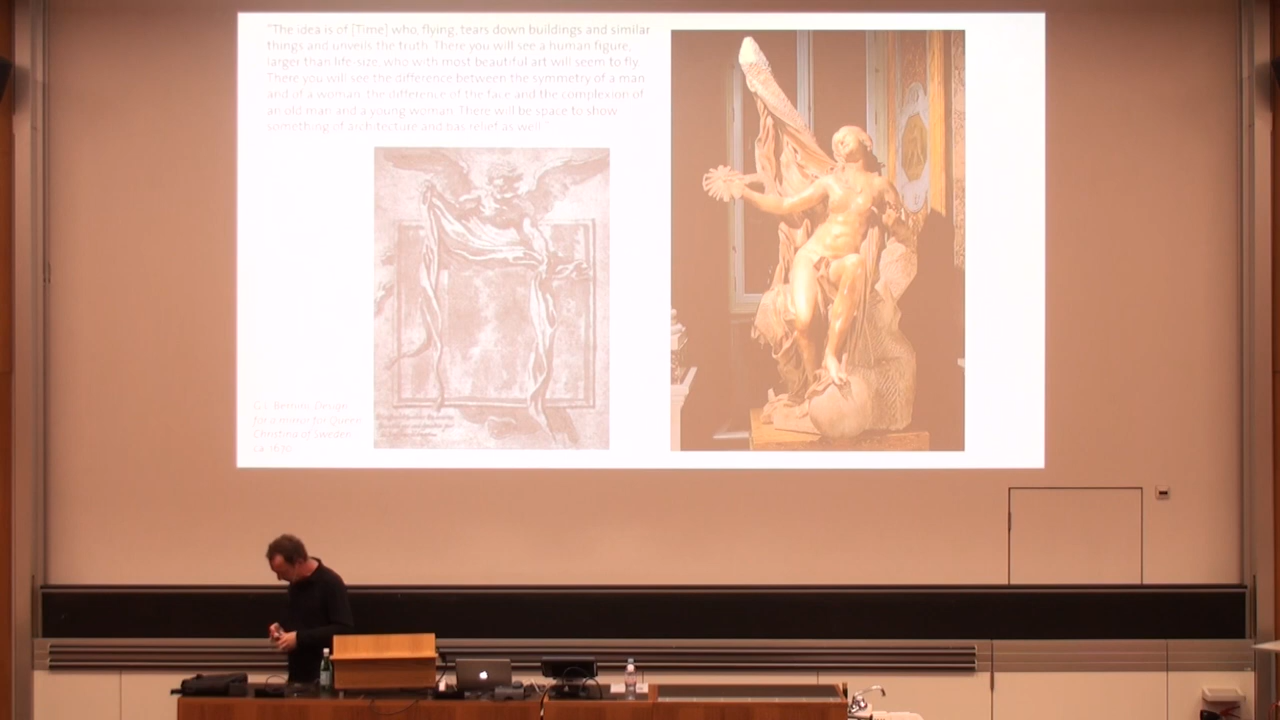 "The idea is of [Time] who, flying, tears down buildings and similar
things and unveils the truth. There you will see a human figure,
larger than life-size, who with most beautiful art will seem to fly.
There you will see the difference between the symmetry of a man
and of a woman, the difference of the face and the complexion of
an old man and a young woman. There will be space to show
something of architecture and bas relief as well."
G.L. Bernini, Design
for a mirror for Queen
Christina of Sweden